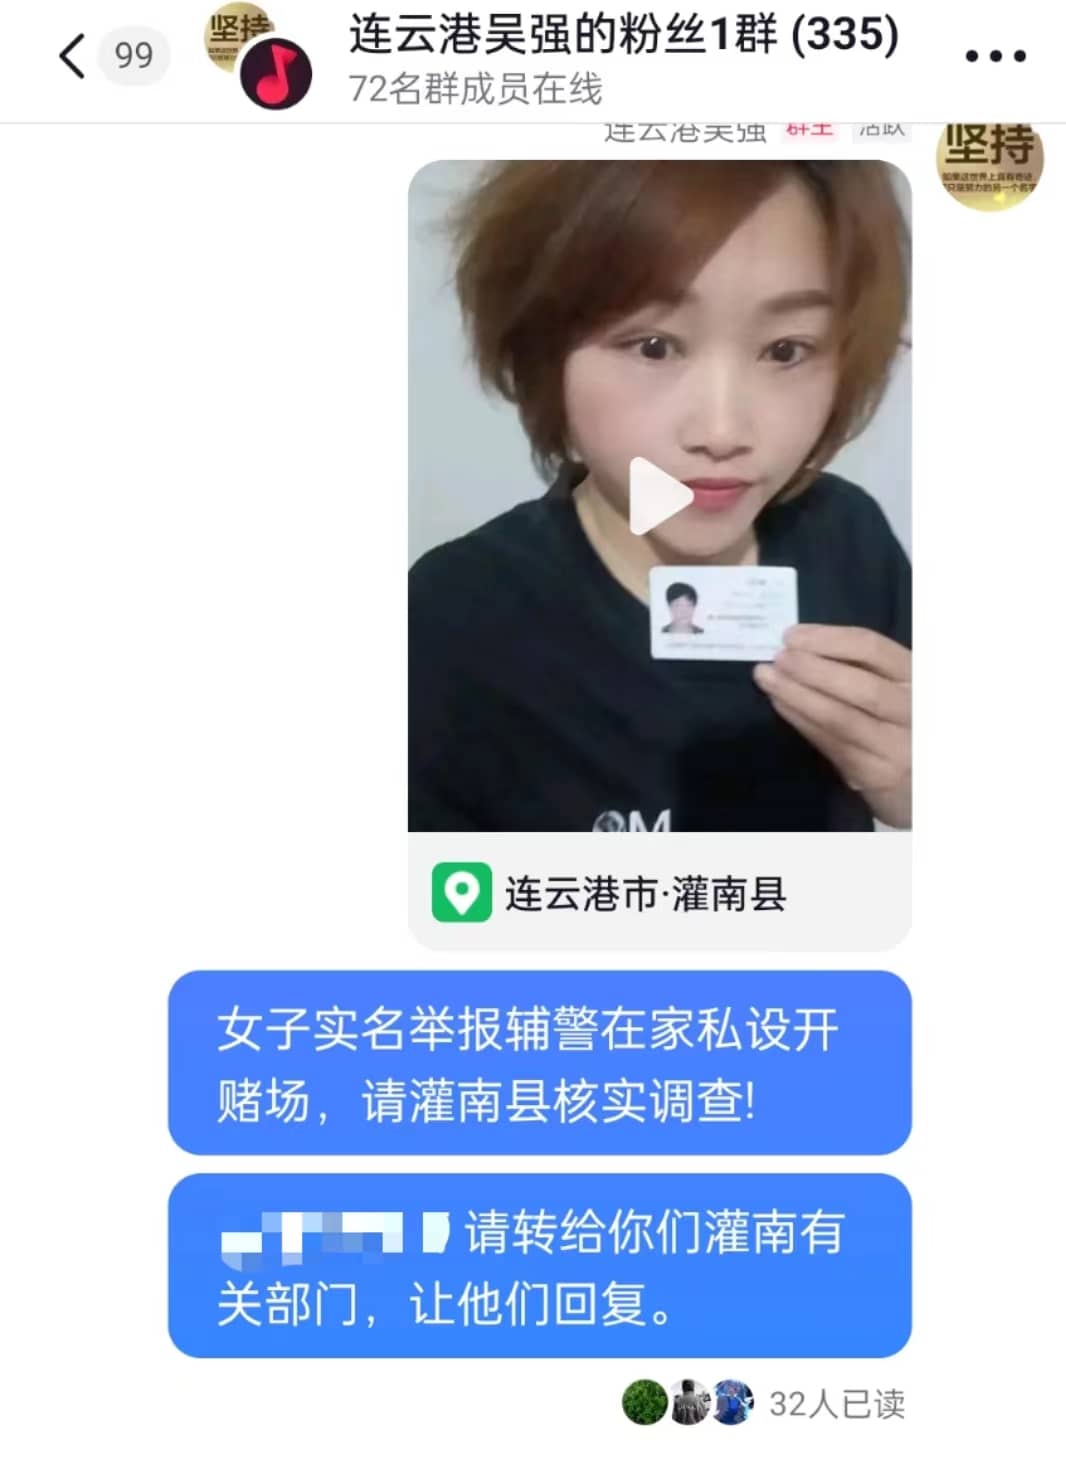 99
连云港吴强的粉丝1群 (335)
72名群成员在线
连云港吴强 群主 活跃
坚持
连云港市·灌南县
女子实名举报辅警在家私设开
赌场，请灌南县核实调查!
请转给你们灌南有
关部门，让他们回复。
32人已读